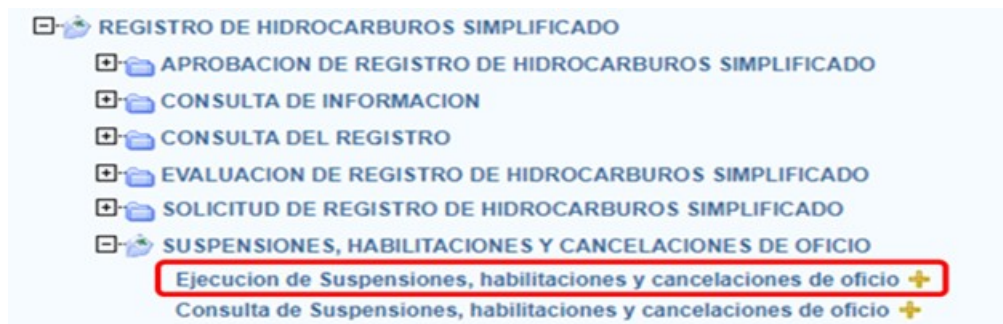 REGISTRO DE HIDROCARBUROS SIMPLIFICADO
APROBACION DE REGISTRO DE HIDROCARBUROS SIMPLIFICADO
CONSULTA DE INFORMACION
CONSULTA DEL REGISTRO
EVALUACION DE REGISTRO DE HIDROCARBUROS SIMPLIFICADO
SOLICITUD DE REGISTRO DE HIDROCARBUROS SIMPLIFICADO
SUSPENSIONES, HABILITACIONES Y CANCELACIONES DE OFICIO
Ejecucion de Suspensiones, habilitaciones y cancelaciones de oficio
Consulta de Suspensiones, habilitaciones y cancelaciones de oficio